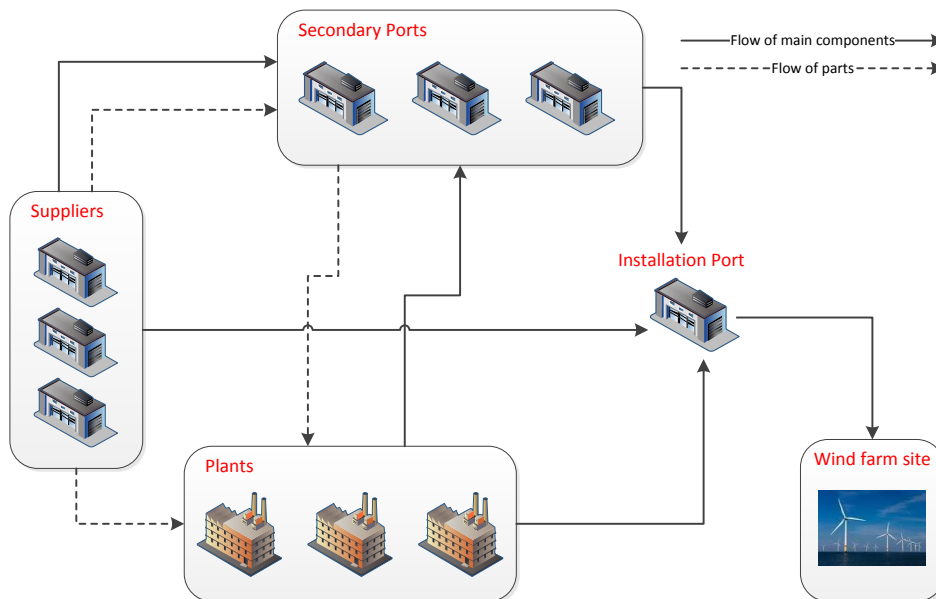 Secondary Ports
Flow of main components
Flow of parts
Suppliers
Installation Port
Plants
Wind farm site